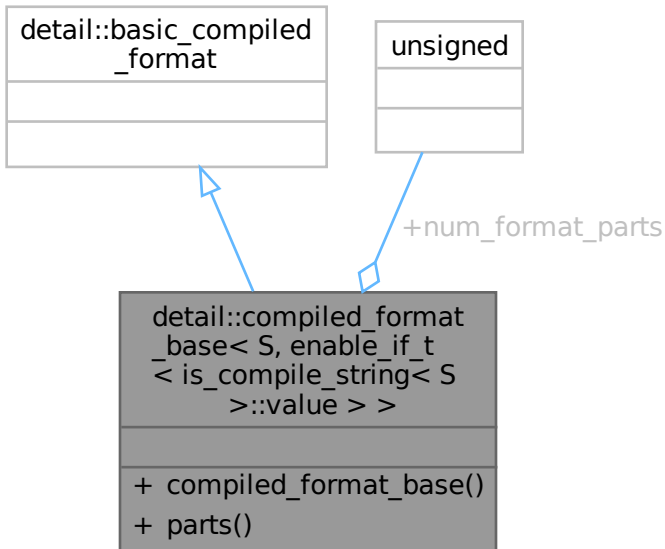 detail::basic_compiled
_format
unsigned
+num_format_parts
detail::compiled_format
_base< S, enable_if_t
< is_compile_string< S
>::value > >
+ compiled_format_base()
+ parts()